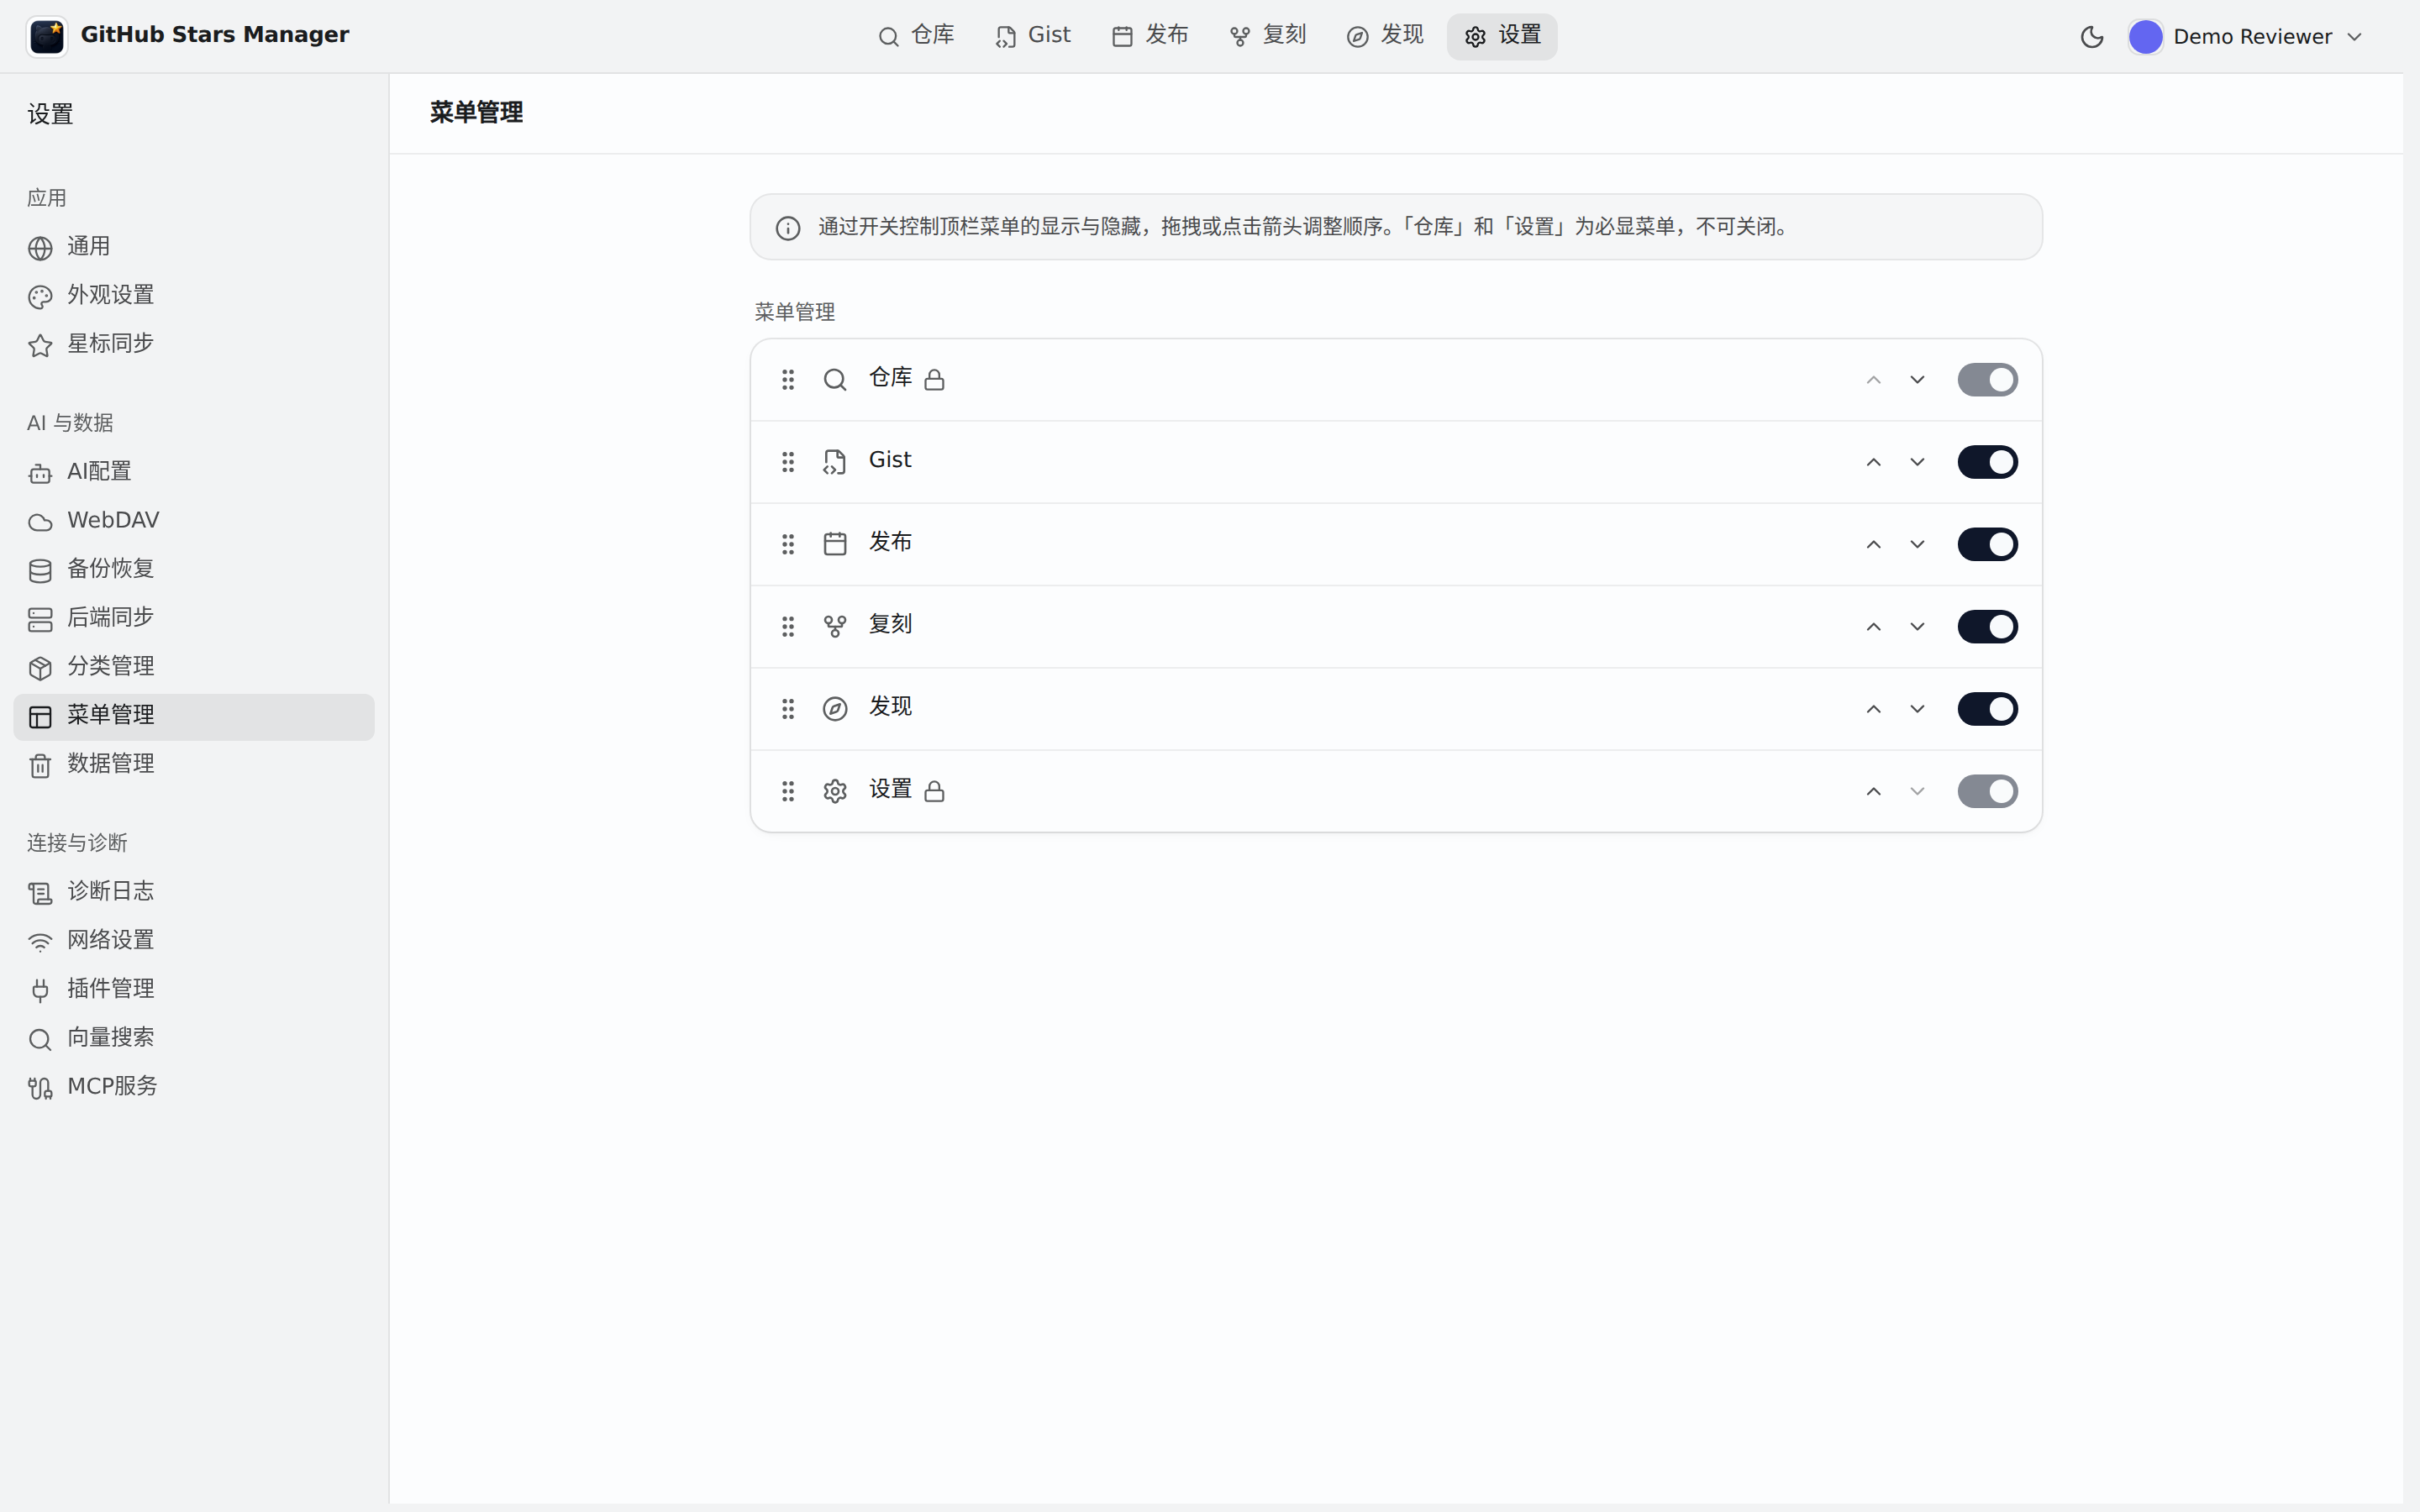 GitHub Stars Manager
仓库
Gist
发布
复刻
发现
设置
Demo Reviewer
设置
应用
通用
外观设置
星标同步
AI 与数据
AI配置
WebDAV
备份恢复
后端同步
分类管理
菜单管理
数据管理
连接与诊断
诊断日志
网络设置
插件管理
向量搜索
MCP服务
菜单管理
通过开关控制顶栏菜单的显示与隐藏，拖拽或点击箭头调整顺序。「仓库」和「设置」为必显菜单，不可关闭。
菜单管理
仓库
Gist
发布
复刻
发现
设置